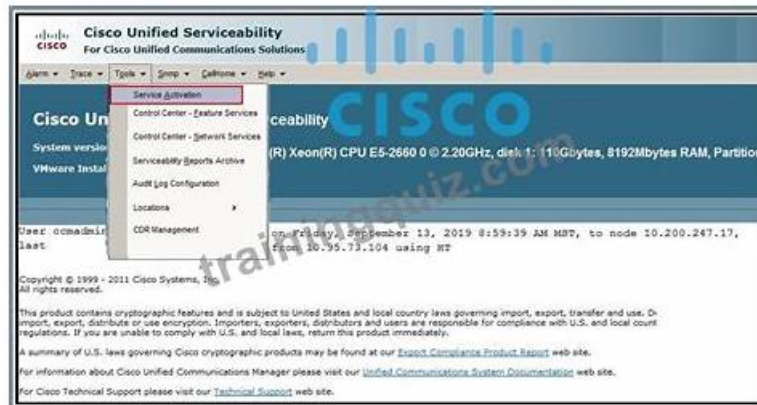 CISCO
Cisco Unified Serviceability
For Cisco Unified Communications Solutions
Alarm Trace Tools Snmp CallHome Help
Service Activation
Control Center - Feature Services
Control Center - Network Services
Serviceability Reports Archive
Audit Log Configuration
Locations
CDR Management
CISCO
Cisco Un ceability
System versio
(R) Xeon(R) CPU E5-2660 0 @ 2.20GHz, disk 1: 110Gbytes, 8192Mbytes RAM, Partition
VMware Instal
trainingquiz.com
User ccmadmin on Friday, September 13, 2019 8:59:39 AM MST, to node 10.200.247.17,
last from 10.95.73.104 using HT
Copyright © 1999 - 2011 Cisco Systems, Inc.
All rights reserved.
This product contains cryptographic features and is subject to United States and local country laws governing import, export, transfer and use. De
import, export, distribute or use encryption. Importers, exporters, distributors and users are responsible for compliance with U.S. and local count
regulations. If you are unable to comply with U.S. and local laws, return this product immediately.
A summary of U.S. laws governing Cisco cryptographic products may be found at our Export Compliance Product Report web site.
For information about Cisco Unified Communications Manager please visit our Unified Communications System Documentation web site.
For Cisco Technical Support please visit our Technical Support web site.